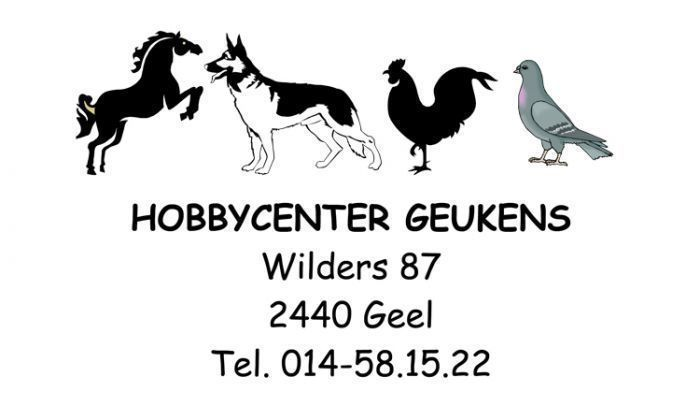 HOBBYCENTER GEUKENS
Wilders 87
2440 Geel
Tel. 014-58.15.22